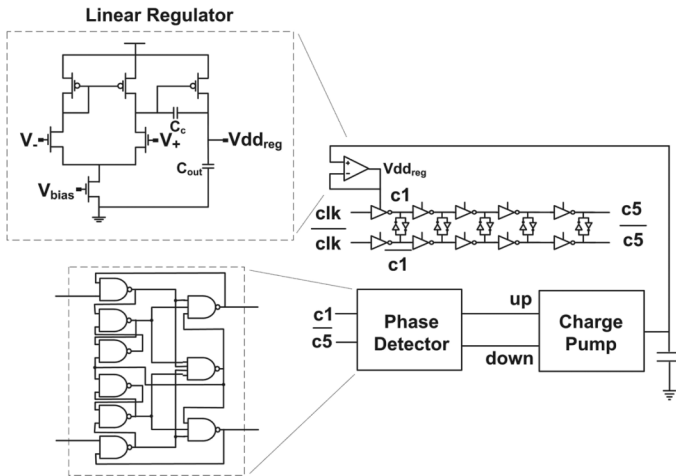 Linear Regulator
V-
V+
Cc
Vddreg
Cout
Vbias
Vddreg
+
-
c1
clk
c5
clk
c5
c1
c1
c5
Phase
Detector
up
down
Charge
Pump